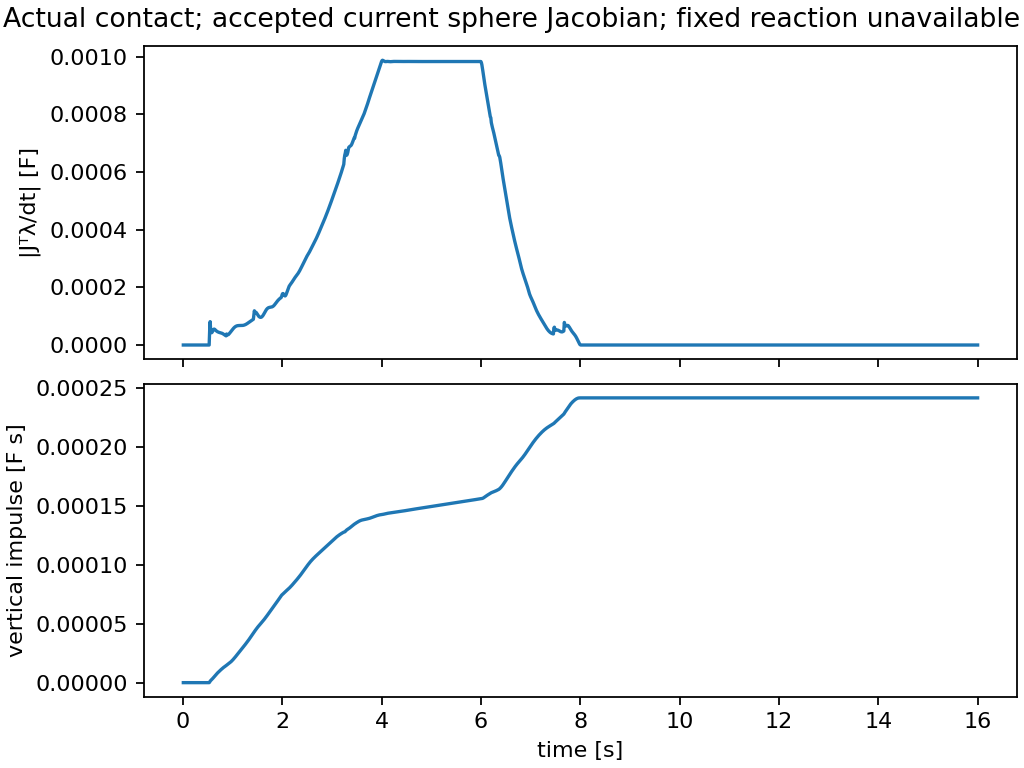 Actual contact; accepted current sphere Jacobian; fixed reaction unavailable
|Jᵀλ/dt| [F]
0.0010
0.0008
0.0006
0.0004
0.0002
0.0000
vertical impulse [F s]
0.00025
0.00020
0.00015
0.00010
0.00005
0.00000
0 2 4 6 8 10 12 14 16
time [s]